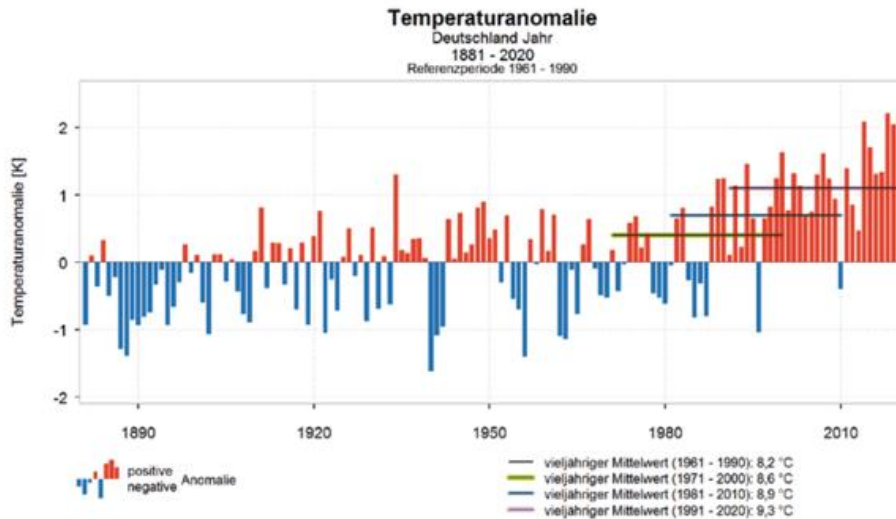 Temperaturanomalie
Deutschland Jahr
1881 - 2020
Referenzperiode 1961 - 1990
Temperaturanomalie [K]
2
1
0
-1
-2
1890 1920 1950 1980 2010
positive
negative Anomalie
vieljähriger Mittelwert (1961 - 1990): 8,2 °C
vieljähriger Mittelwert (1971 - 2000): 8,6 °C
vieljähriger Mittelwert (1981 - 2010): 8,9 °C
vieljähriger Mittelwert (1991 - 2020): 9,3 °C